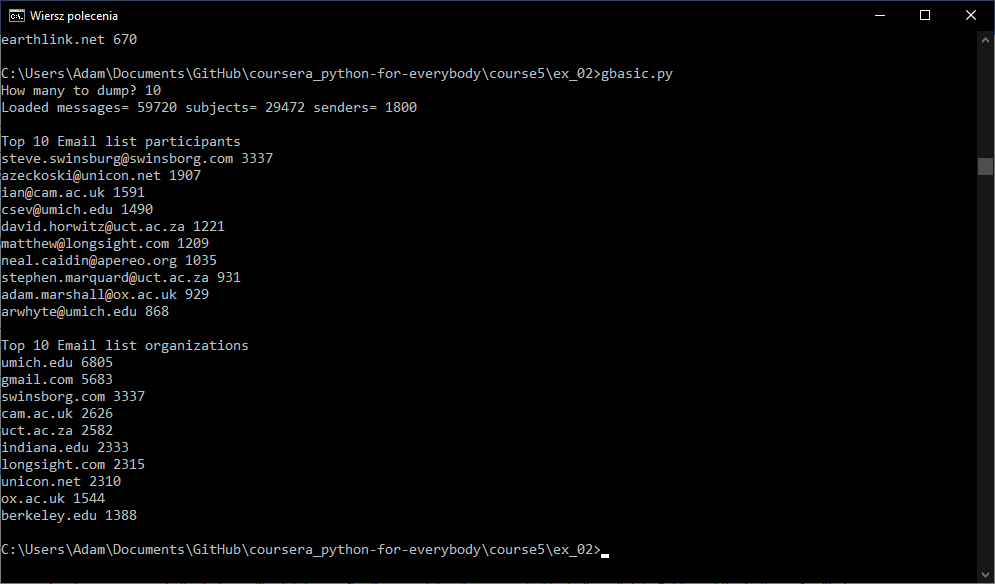 Wiersz polecenia
earthlink.net 670
C:\Users\Adam\Documents\GitHub\coursera_python-for-everybody\course5\ex_02>gbasic.py
How many to dump? 10
Loaded messages= 59720 subjects= 29472 senders= 1800
Top 10 Email list participants
steve.swinsburg@swinsborg.com 3337
azeckoski@unicon.net 1907
ian@cam.ac.uk 1591
csev@umich.edu 1490
david.horwitz@uct.ac.za 1221
matthew@longsight.com 1209
neal.caidin@apereo.org 1035
stephen.marquard@uct.ac.za 931
adam.marshall@ox.ac.uk 929
arwhyte@umich.edu 868
Top 10 Email list organizations
umich.edu 6805
gmail.com 5683
swinsborg.com 3337
cam.ac.uk 2626
uct.ac.za 2582
indiana.edu 2333
longsight.com 2315
unicon.net 2310
ox.ac.uk 1544
berkeley.edu 1388
C:\Users\Adam\Documents\GitHub\coursera_python-for-everybody\course5\ex_02>